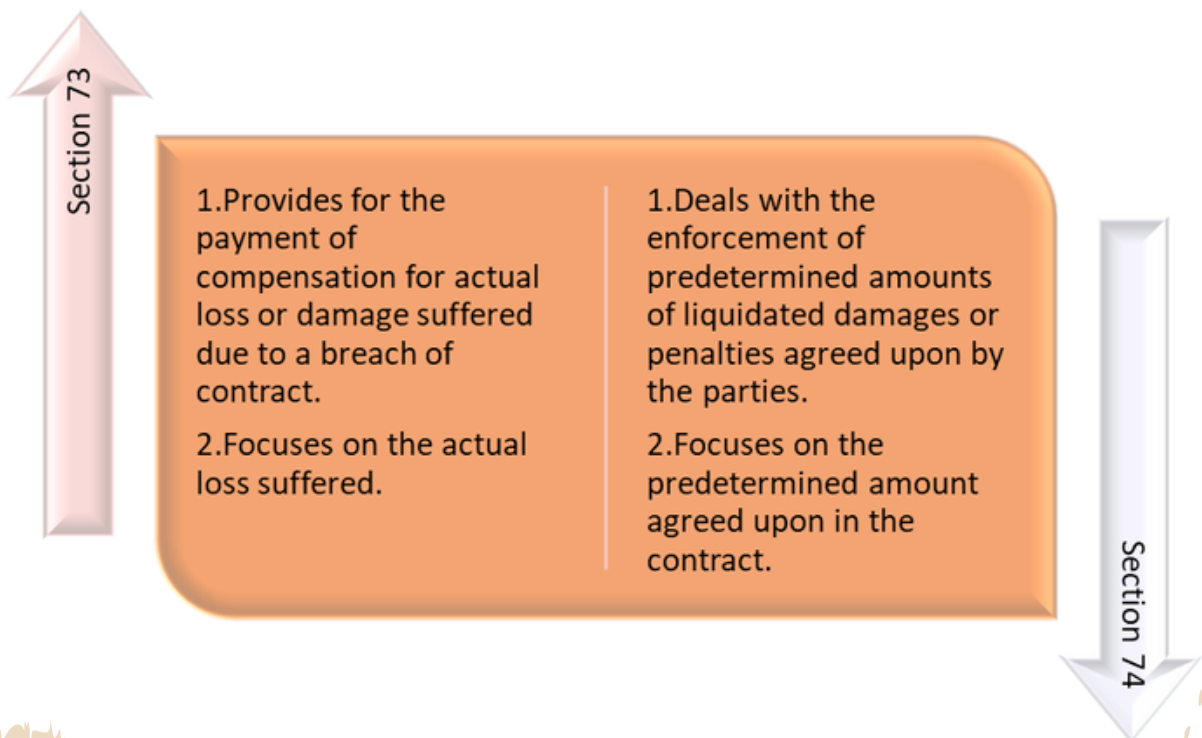 Section 73
1.Provides for the
payment of
compensation for actual
loss or damage suffered
due to a breach of
contract.
2.Focuses on the actual
loss suffered.
1.Deals with the
enforcement of
predetermined amounts
of liquidated damages or
penalties agreed upon by
the parties.
2.Focuses on the
predetermined amount
agreed upon in the
contract.
Section 74